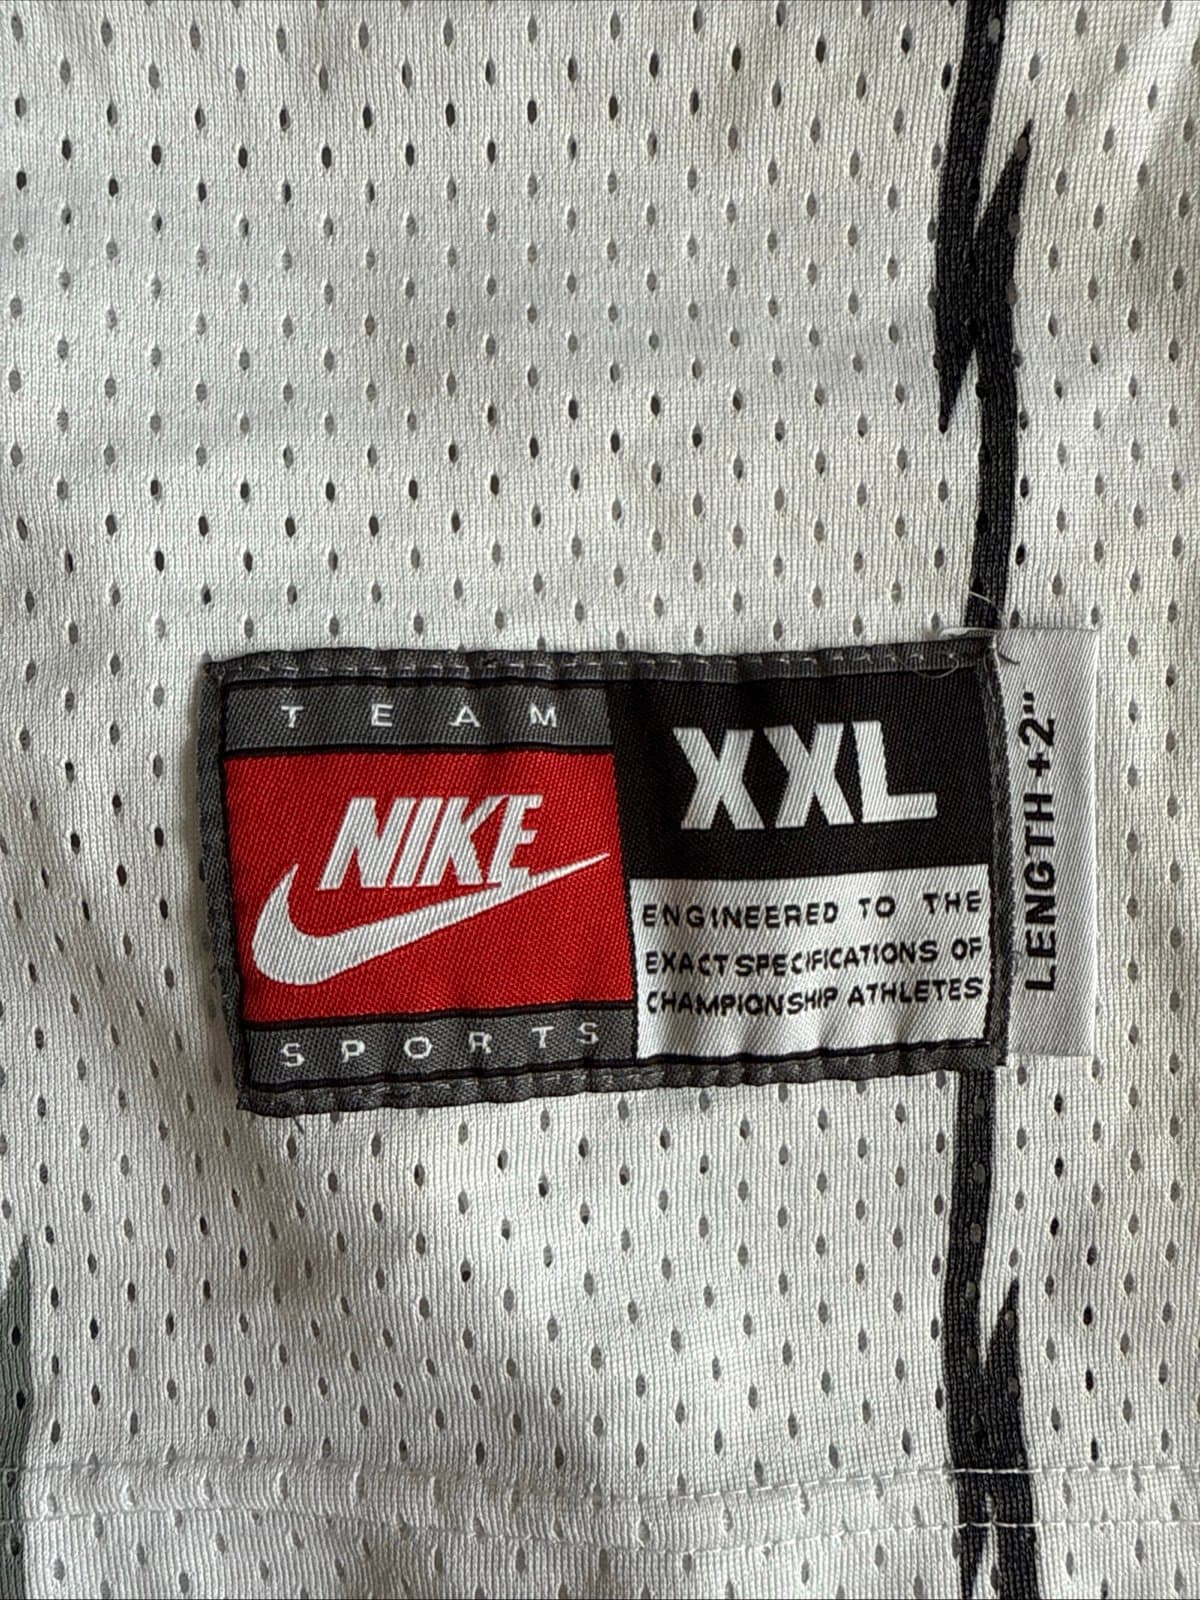 TEAM
NIKE
SPORTS
XXL
ENGINEERED TO THE
EXACT SPECIFICATIONS OF
CHAMPIONSHIP ATHLETES
LENGTH +2"